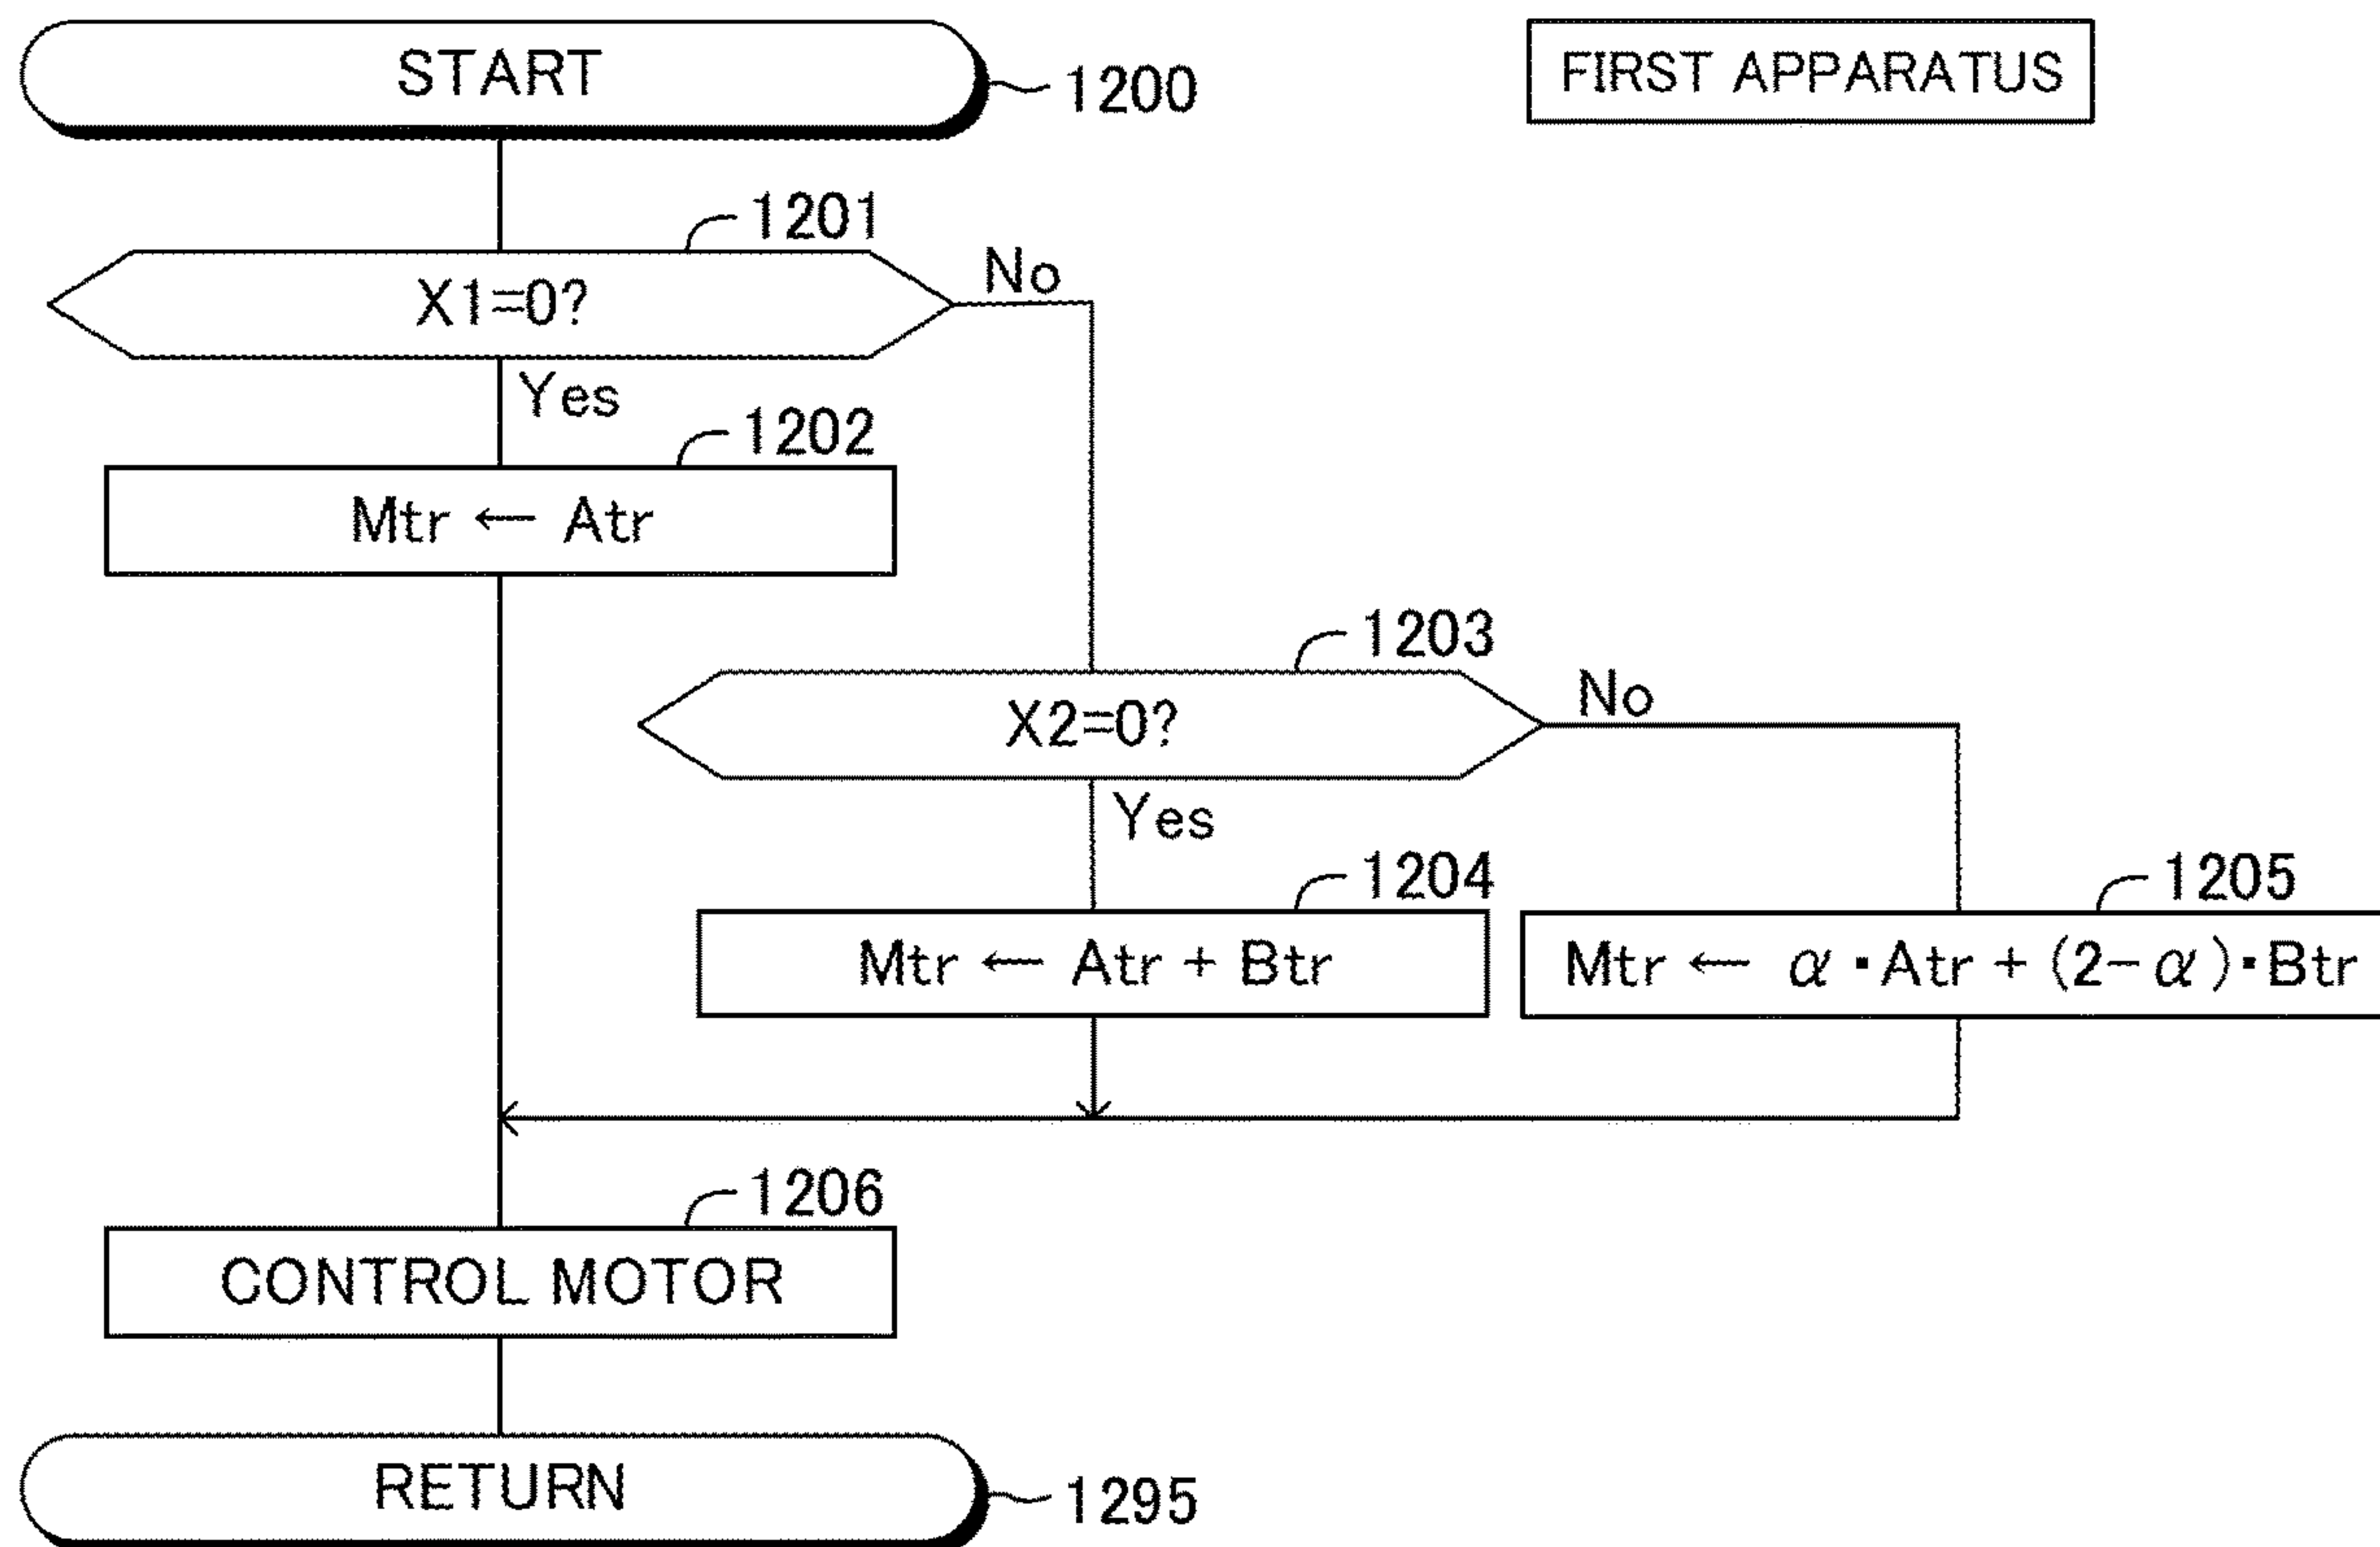 START
1200
FIRST APPARATUS
1201
X1=0?
No
Yes
1202
Mtr ← Atr
1203
X2=0?
No
Yes
1204
Mtr ← Atr + Btr
1205
Mtr ← α・Atr + (2-α)・Btr
1206
CONTROL MOTOR
RETURN
1295